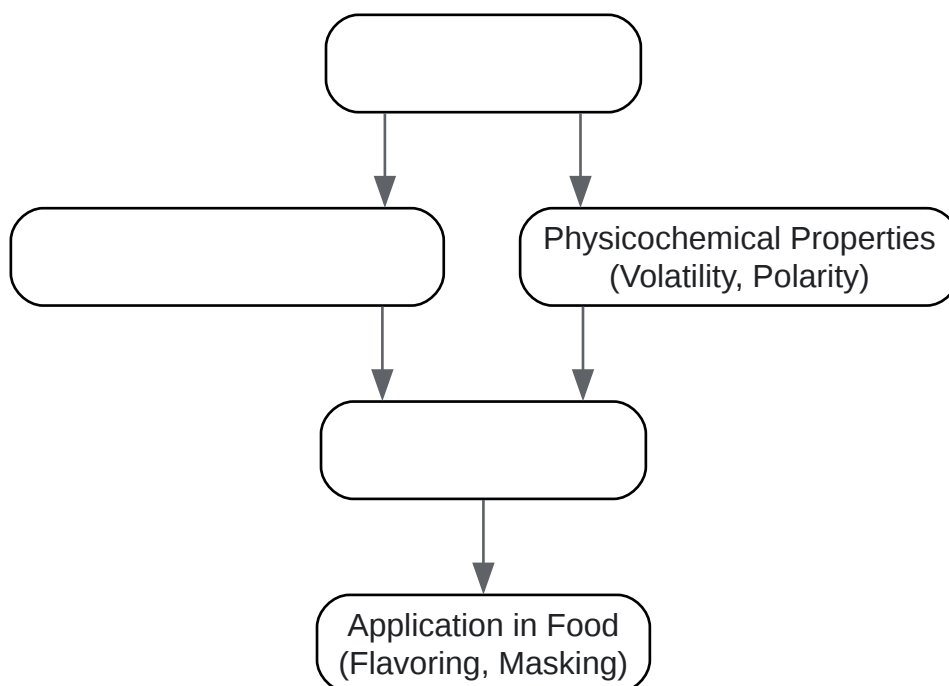 Physicochemical Properties
(Volatility, Polarity)
Application in Food
(Flavoring, Masking)